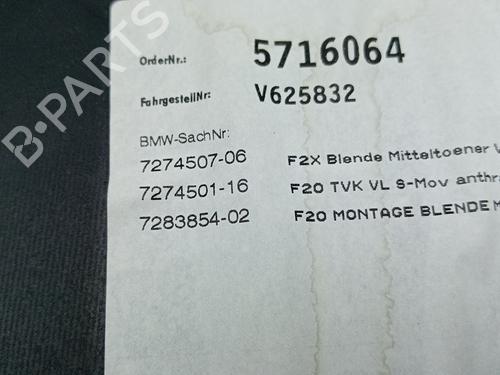 OrderNr.: 5716064
FahrgestellNr: V625832
BMW-SachNr:
7274507-06 F2X Blende Mitteltoener V
7274501-16 F20 TVK VL S-Mov anthr
7283854-02 F20 MONTAGE BLENDE M
B-PARTS